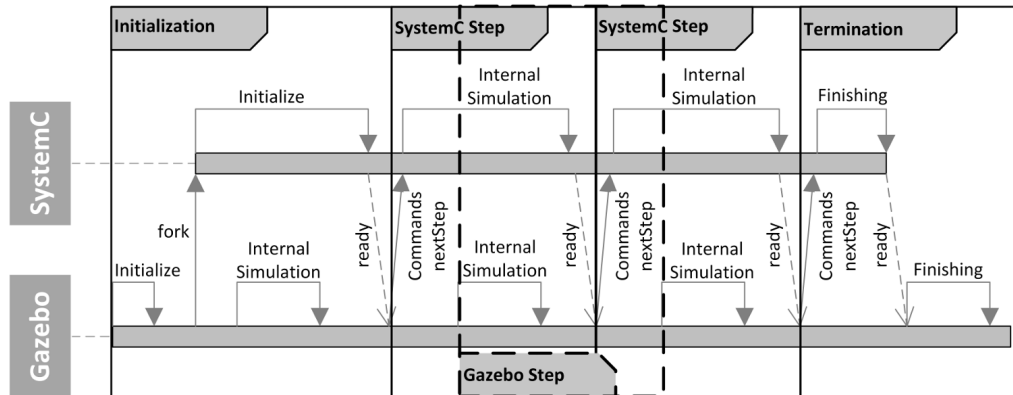 Initialization
SystemC Step
SystemC Step
Termination
Initialize
Internal
Simulation
Internal
Simulation
Finishing
SystemC
fork
ready
Commands
nextStep
ready
Commands
nextStep
ready
Commands
nextStep
ready
Initialize
Internal
Simulation
Internal
Simulation
Internal
Simulation
Finishing
Gazebo
Gazebo Step